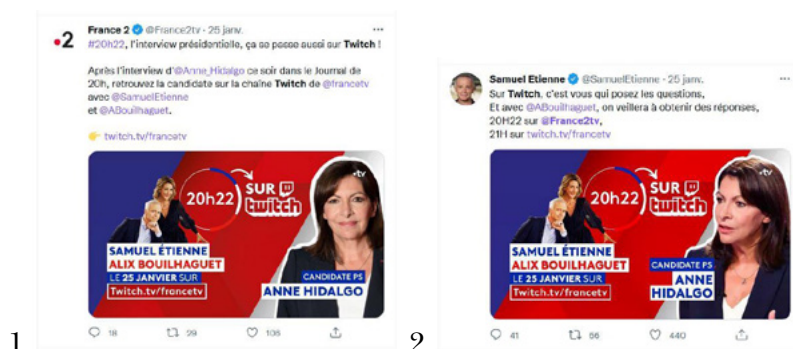 France 2 @France2tv · 25 janv.
#20h22, l'interview présidentielle, ça se passe aussi sur Twitch !
Après l'interview d'@Anne_Hidalgo ce soir dans le Journal de
20h, retrouvez la candidate sur la chaîne Twitch de @francetv
avec @SamuelEtienne
et @ABouilhaguet.
twitch.tv/francetv
20h22
SUR
twitch
SAMUEL ÉTIENNE
ALIX BOUILHAGUET
LE 25 JANVIER SUR
Twitch.tv/francetv
CANDIDATE PS
ANNE HIDALGO
•tv
18 29 106
1
Samuel Etienne @SamuelEtienne · 25 janv.
Sur Twitch, c'est vous qui posez les questions,
Et avec @ABouilhaguet, on veillera à obtenir des réponses,
20H22 sur @France2tv,
21H sur twitch.tv/francetv
20h22
SUR
twitch
SAMUEL ÉTIENNE
ALIX BOUILHAGUET
LE 25 JANVIER SUR
Twitch.tv/francetv
CANDIDATE PS
ANNE
HIDALGO
•tv
41 66 440
2